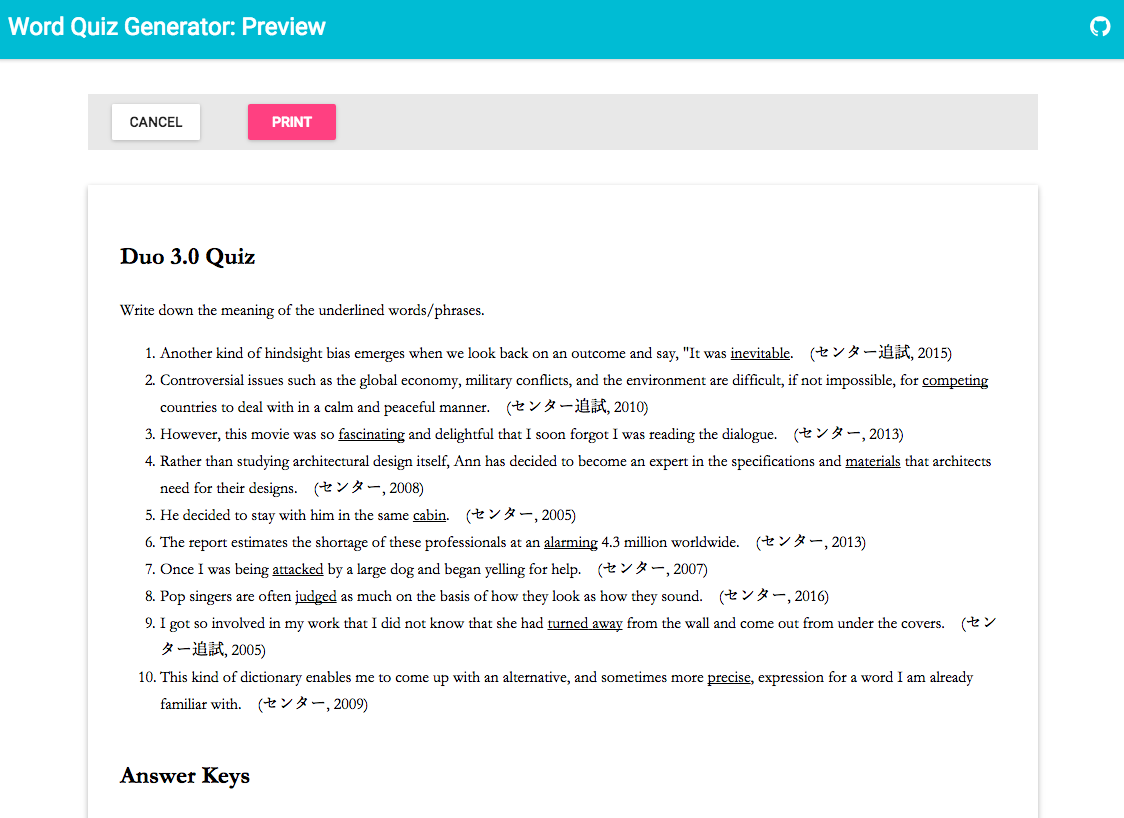 Word Quiz Generator: Preview
CANCEL
PRINT
Duo 3.0 Quiz
Write down the meaning of the underlined words/phrases.
1. Another kind of hindsight bias emerges when we look back on an outcome and say, "It was inevitable. (センター追試, 2015)
2. Controversial issues such as the global economy, military conflicts, and the environment are difficult, if not impossible, for competing
countries to deal with in a calm and peaceful manner. (センター追試, 2010)
3. However, this movie was so fascinating and delightful that I soon forgot I was reading the dialogue. (センター, 2013)
4. Rather than studying architectural design itself, Ann has decided to become an expert in the specifications and materials that architects
need for their designs. (センター, 2008)
5. He decided to stay with him in the same cabin. (センター, 2005)
6. The report estimates the shortage of these professionals at an alarming 4.3 million worldwide. (センター, 2013)
7. Once I was being attacked by a large dog and began yelling for help. (センター, 2007)
8. Pop singers are often judged as much on the basis of how they look as how they sound. (センター, 2016)
9. I got so involved in my work that I did not know that she had turned away from the wall and come out from under the covers. (セン
ター追試, 2005)
10. This kind of dictionary enables me to come up with an alternative, and sometimes more precise, expression for a word I am already
familiar with. (センター, 2009)
Answer Keys